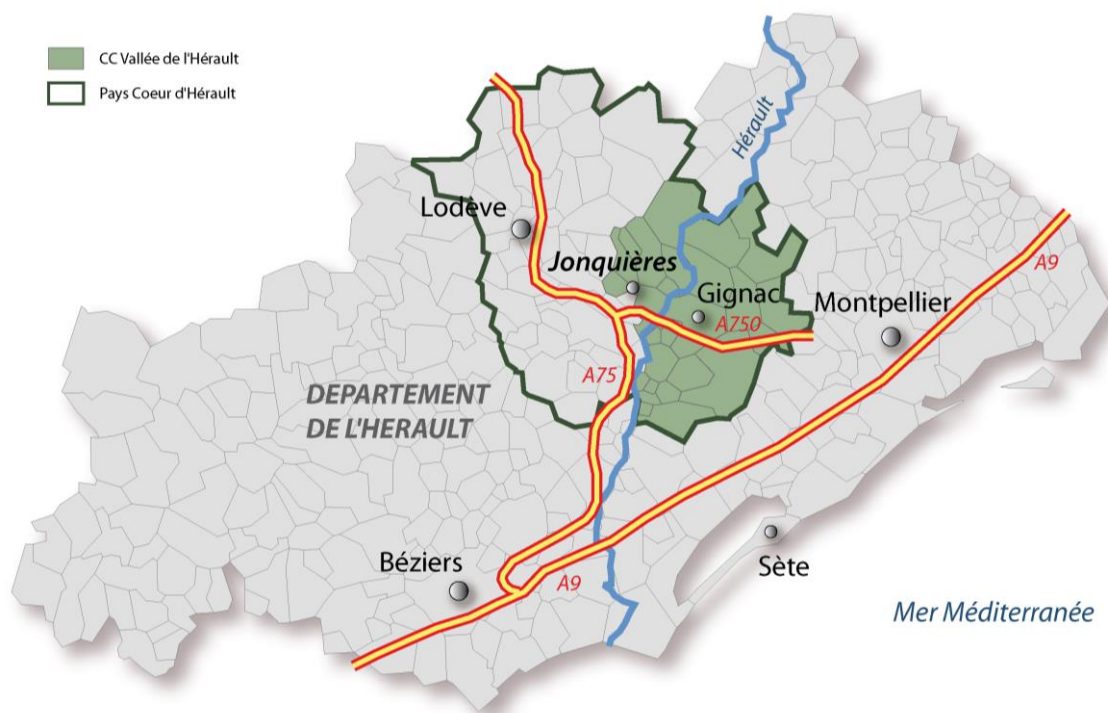 CC Vallée de l'Hérault
Pays Coeur d'Hérault
Hérault
Lodève
Jonquières
A9
Gignac
Montpellier
A750
A75
DEPARTEMENT
DE L'HERAULT
Béziers
A9
Sète
Mer Méditerranée